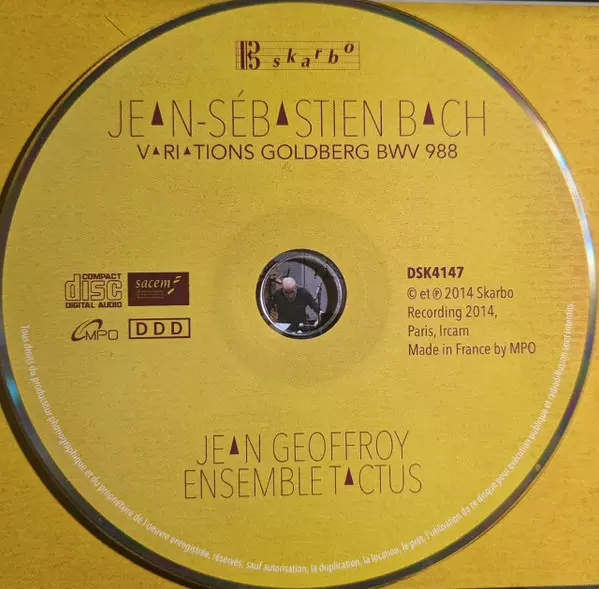 skarbo
JEAN-SÉBASTIEN BACH
VARIATIONS GOLDBERG BWV 988
COMPACT
disc
DIGITAL AUDIO
sacem
MPO
DDD
DSK4147
© et ℗ 2014 Skarbo
Recording 2014,
Paris, Ircam
Made in France by MPO
JEAN GEOFFROY
ENSEMBLE TACTUS
Tous droits du producteur phonographique et du propriétaire de l'oeuvre enregistrée, réservés, sauf autorisation, la duplication, la location, le prêt, l'utilisation de ce disque pour exécution publique et radiodiffusion sont interdits